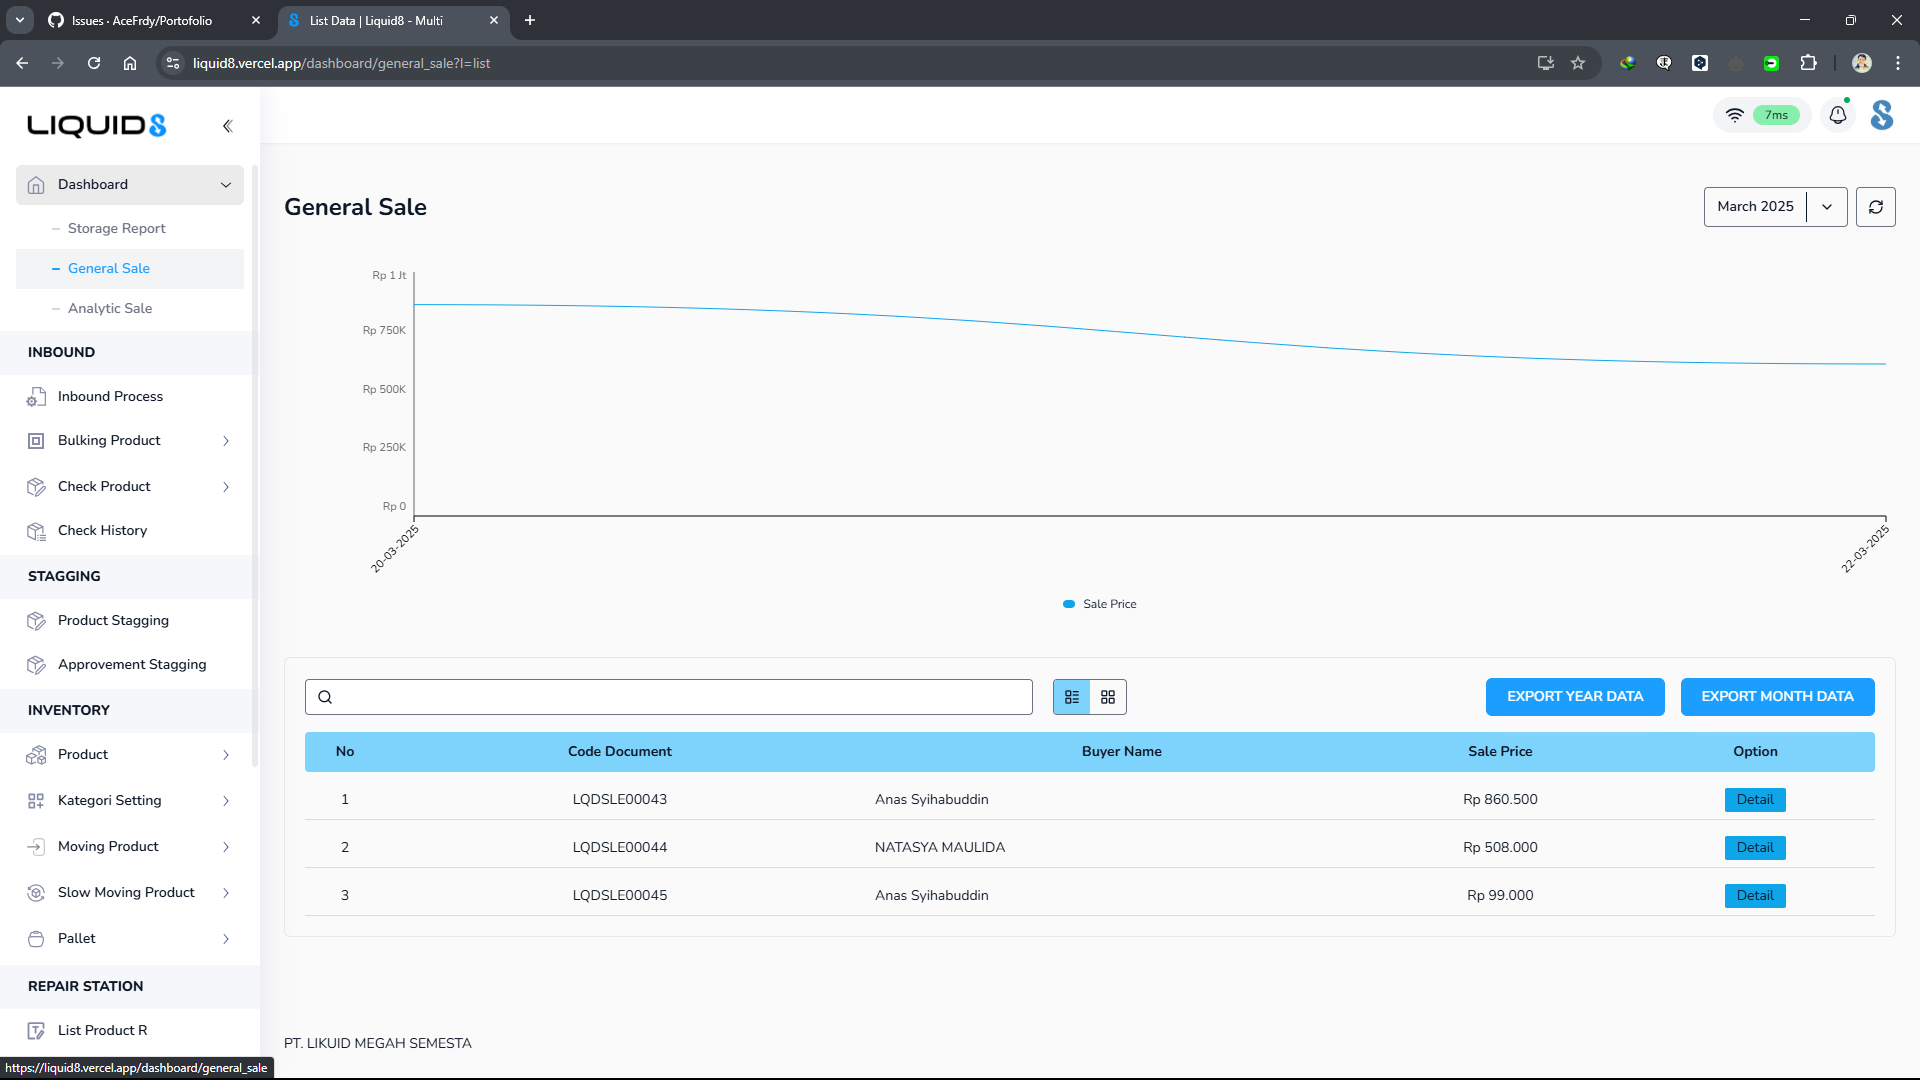 Issues · AceFrdy/Portofolio
List Data | Liquid8 - Multi
liquid8.vercel.app/dashboard/general_sale?l=list
LIQUID8
7ms
Dashboard
Storage Report
General Sale
Analytic Sale
INBOUND
Inbound Process
Bulking Product
Check Product
Check History
STAGGING
Product Stagging
Approvement Stagging
INVENTORY
Product
Kategori Setting
Moving Product
Slow Moving Product
Pallet
REPAIR STATION
List Product R
https://liquid8.vercel.app/dashboard/general_sale
General Sale
March 2025
Rp 1 Jt
Rp 750K
Rp 500K
Rp 250K
Rp 0
20-03-2025
22-03-2025
Sale Price
EXPORT YEAR DATA
EXPORT MONTH DATA
No Code Document Buyer Name Sale Price Option
1 LQDSLE00043 Anas Syihabuddin Rp 860.500 Detail
2 LQDSLE00044 NATASYA MAULIDA Rp 508.000 Detail
3 LQDSLE00045 Anas Syihabuddin Rp 99.000 Detail
PT. LIKUID MEGAH SEMESTA